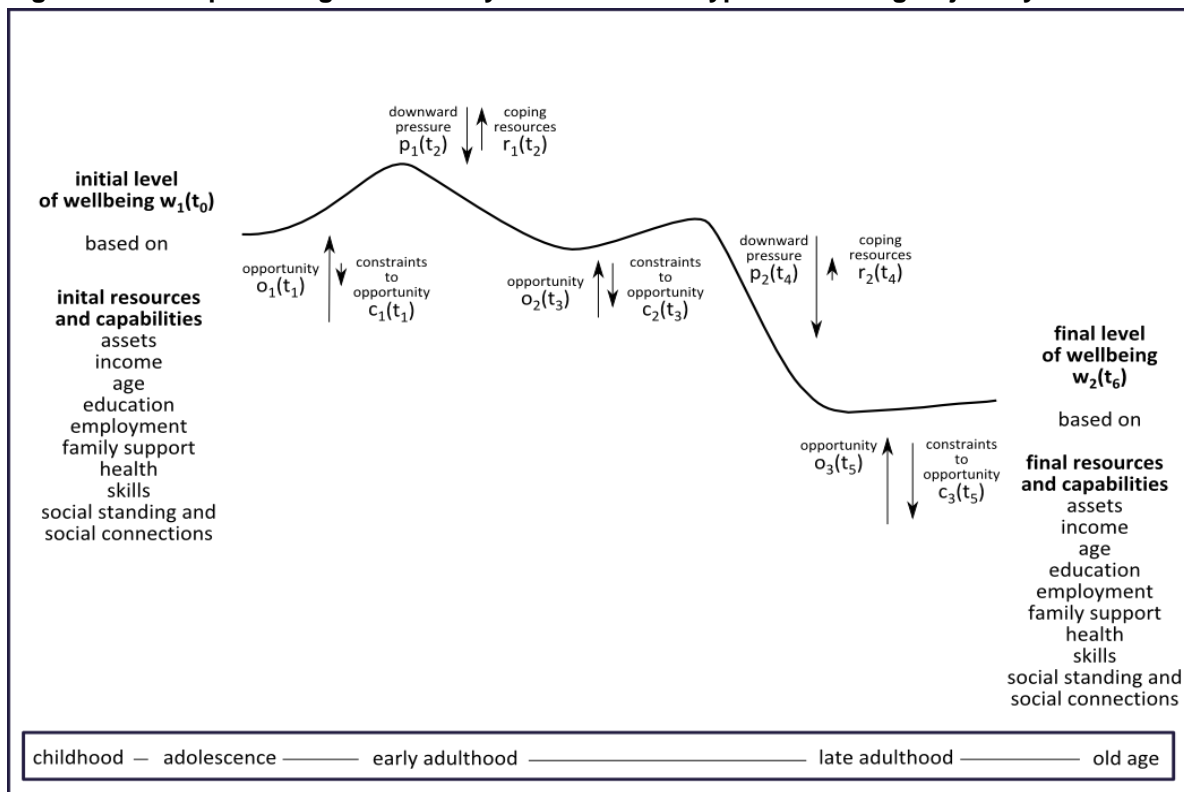 downward
pressure
p₁(t₂)
coping
resources
r₁(t₂)
initial level
of wellbeing w₁(t₀)
based on
inital resources
and capabilities
assets
income
age
education
employment
family support
health
skills
social standing and
social connections
opportunity
o₁(t₁)
constraints
to
opportunity
c₁(t₁)
opportunity
o₂(t₃)
constraints
to
opportunity
c₂(t₃)
downward
pressure
p₂(t₄)
coping
resources
r₂(t₄)
opportunity
o₃(t₅)
constraints
to
opportunity
c₃(t₅)
final level
of wellbeing
w₂(t₆)
based on
final resources
and capabilities
assets
income
age
education
employment
family support
health
skills
social standing and
social connections
childhood — adolescence ——— early adulthood ——— late adulthood ——— old age